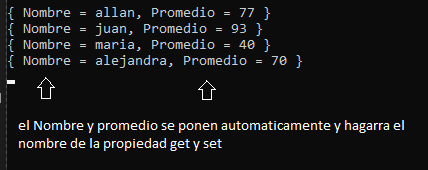 { Nombre = allan, Promedio = 77 }
{ Nombre = juan, Promedio = 93 }
{ Nombre = maria, Promedio = 40 }
{ Nombre = alejandra, Promedio = 70 }
el Nombre y promedio se ponen automaticamente y hagarra el
nombre de la propiedad get y set